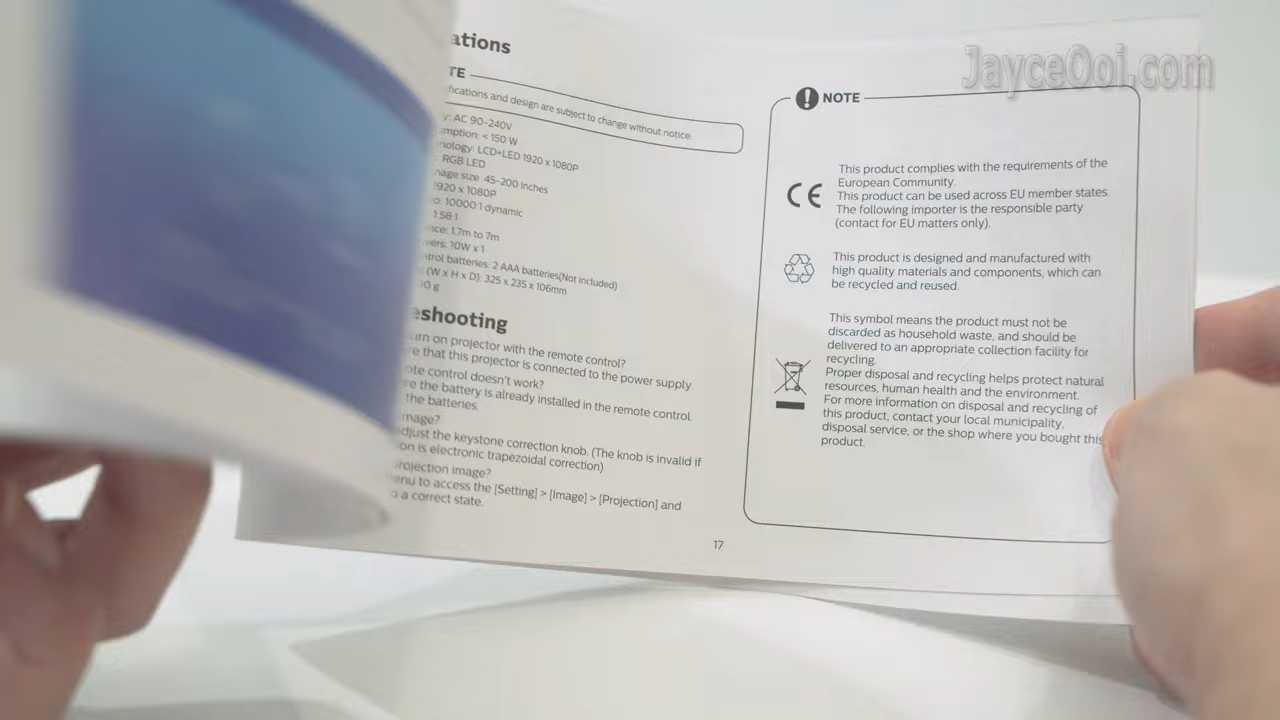 ations
TE
fications and design are subject to change without notice.
y: AC 90-240V
mption: < 150 W
nology: LCD+LED 1920 x 1080P
: RGB LED
mage size: 45-200 Inches
1920 x 1080P
o: 10000:1 dynamic
1.58:1
nce: 1.7m to 7m
vers: 10W x 1
ntrol batteries: 2 AAA batteries(Not included)
(W x H x D): 325 x 235 x 106mm
0 g
eshooting
urn on projector with the remote control?
re that this projector is connected to the power supply.
ote control doesn't work?
re the battery is already installed in the remote control.
the batteries.
mage?
djust the keystone correction knob. (The knob is invalid if
on is electronic trapezoidal correction)
projection image?
enu to access the [Setting] > [Image] > [Projection] and
o a correct state.
17
JayceOoi.com
! NOTE
CE
This product complies with the requirements of the
European Community.
This product can be used across EU member states.
The following importer is the responsible party
(contact for EU matters only).
This product is designed and manufactured with
high quality materials and components, which can
be recycled and reused.
This symbol means the product must not be
discarded as household waste, and should be
delivered to an appropriate collection facility for
recycling.
Proper disposal and recycling helps protect natural
resources, human health and the environment.
For more information on disposal and recycling of
this product, contact your local municipality,
disposal service, or the shop where you bought this
product.